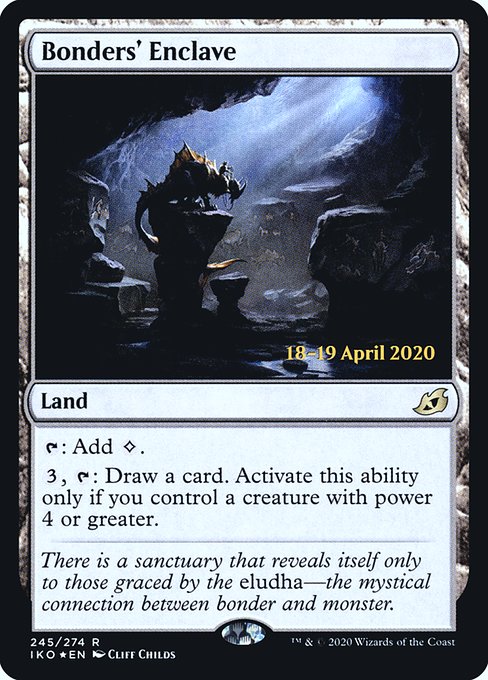 Bonders' Enclave
18–19 April 2020
Land
: Add .
3, : Draw a card. Activate this ability
only if you control a creature with power
4 or greater.
There is a sanctuary that reveals itself only
to those graced by the eludha—the mystical
connection between bonder and monster.
245/274 R
IKO ★ EN Cliff Childs
™ & © 2020 Wizards of the Coast